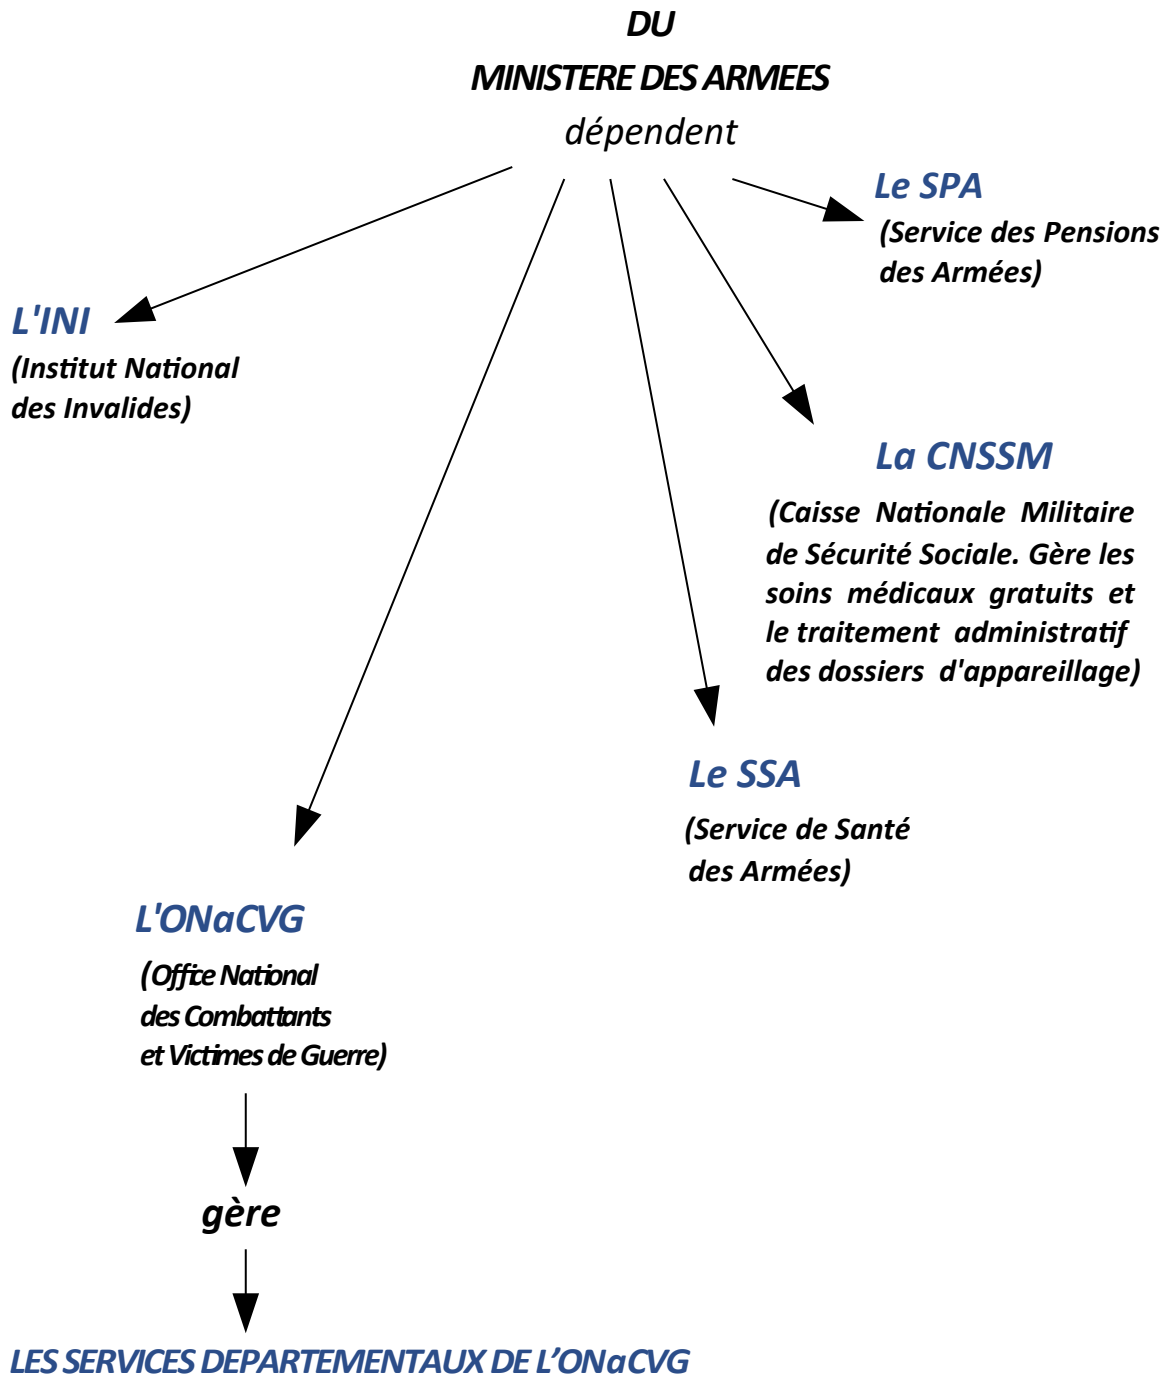 DU
MINISTERE DES ARMEES
dépendent
Le SPA
(Service des Pensions
des Armées)
L'INI
(Institut National
des Invalides)
La CNSSM
(Caisse Nationale Militaire
de Sécurité Sociale. Gère les
soins médicaux gratuits et
le traitement administratif
des dossiers d'appareillage)
Le SSA
(Service de Santé
des Armées)
L'ONaCVG
(Office National
des Combattants
et Victimes de Guerre)
gère
LES SERVICES DEPARTEMENTAUX DE L’ONaCVG